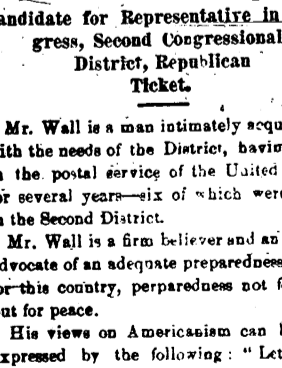 andidate for Representative in
gress, Second Congressional
District, Republican
Ticket.
Mr. Wall is a man intimately acqu
ith the needs of the District, havin
n the postal service of the United
or several years—six of which were
n the Second District.
Mr. Wall is a firm believer and an
dvocate of an adequate preparedness
or this country, perparedness not f
ut for peace.
His views on Americanism can b
xpressed by the following: "Let